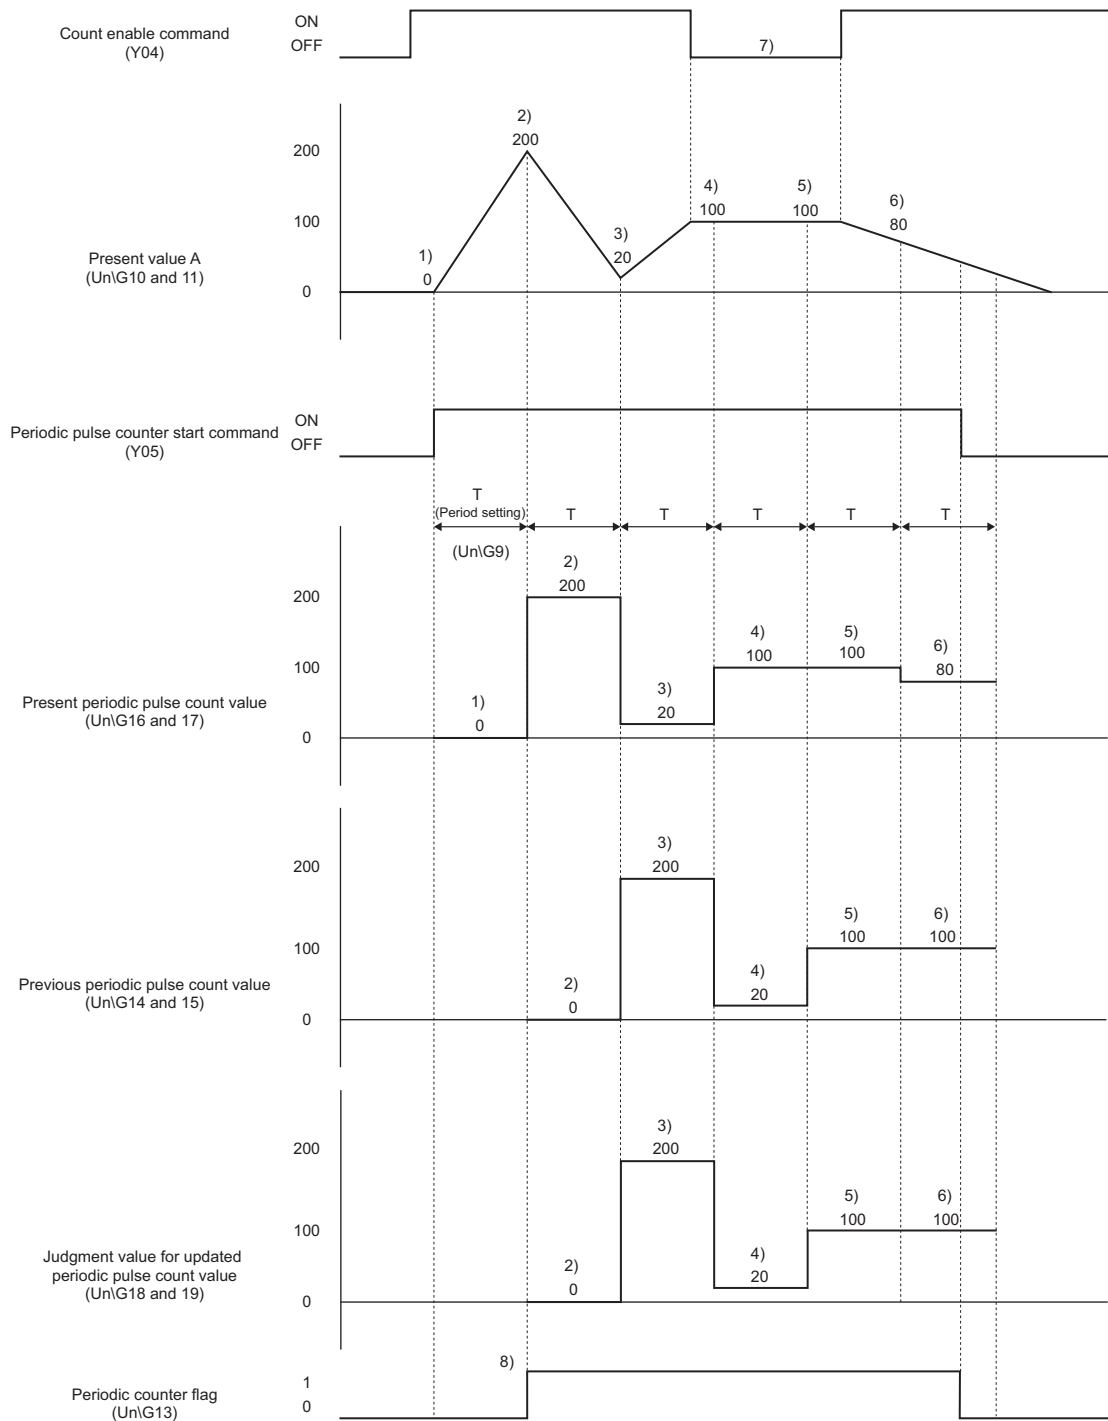 Count enable command
(Y04)
ON
OFF
7)
Present value A
(Un\G10 and 11)
200
100
0
1)
0
2)
200
3)
20
4)
100
5)
100
6)
80
Periodic pulse counter start command
(Y05)
ON
OFF
T
(Period setting)
(Un\G9)
T
T
T
T
T
Present periodic pulse count value
(Un\G16 and 17)
200
100
0
1)
0
2)
200
3)
20
4)
100
5)
100
6)
80
Previous periodic pulse count value
(Un\G14 and 15)
200
100
0
2)
0
3)
200
4)
20
5)
100
6)
100
Judgment value for updated
periodic pulse count value
(Un\G18 and 19)
200
100
0
2)
0
3)
200
4)
20
5)
100
6)
100
Periodic counter flag
(Un\G13)
1
0
8)